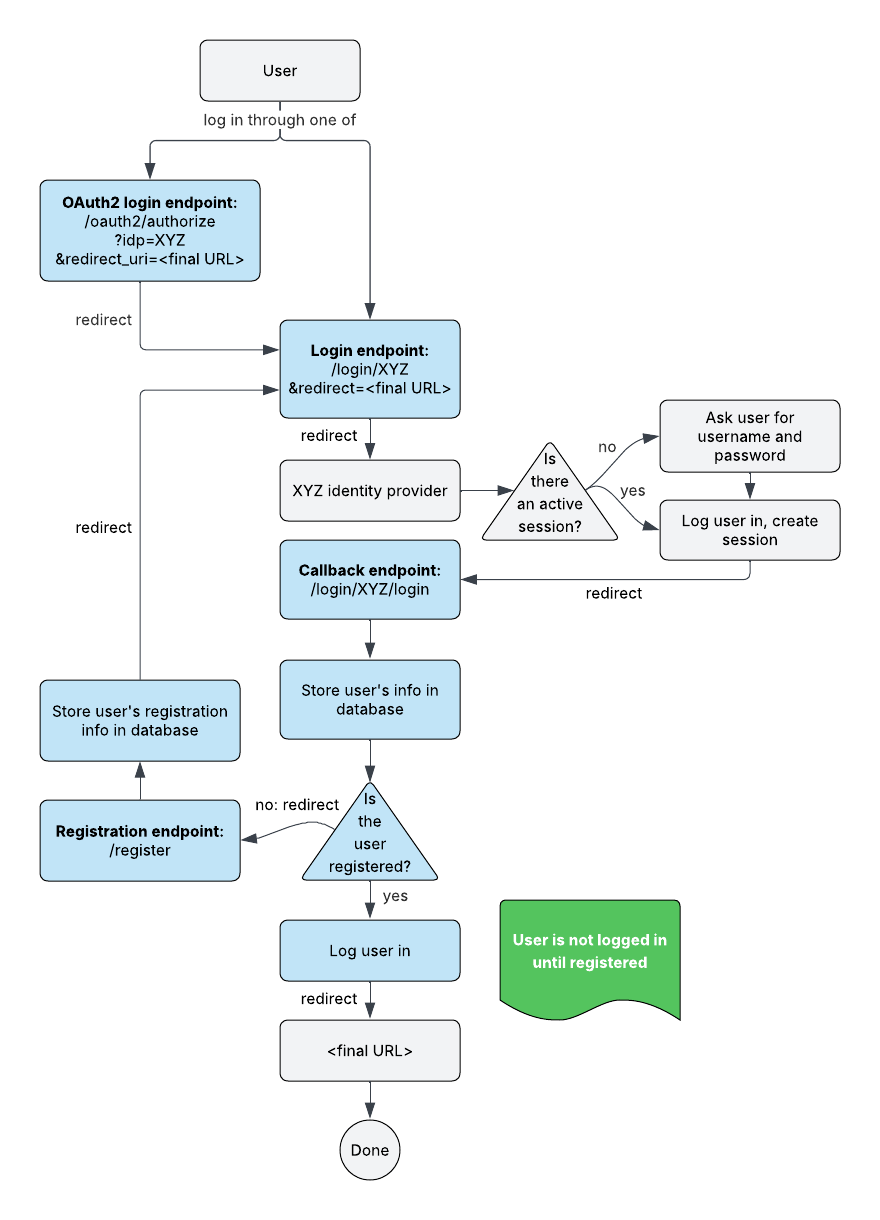 User
log in through one of
OAuth2 login endpoint:
/oauth2/authorize
?idp=XYZ
&redirect_uri=<final URL>
redirect
Login endpoint:
/login/XYZ
&redirect=<final URL>
redirect
XYZ identity provider
Is
there
an active
session?
no
yes
Ask user for
username and
password
Log user in, create
session
redirect
Callback endpoint:
/login/XYZ/login
redirect
Store user's info in
database
Store user's registration
info in database
Is
the
user
registered?
no: redirect
Registration endpoint:
/register
yes
Log user in
User is not logged in
until registered
redirect
<final URL>
Done